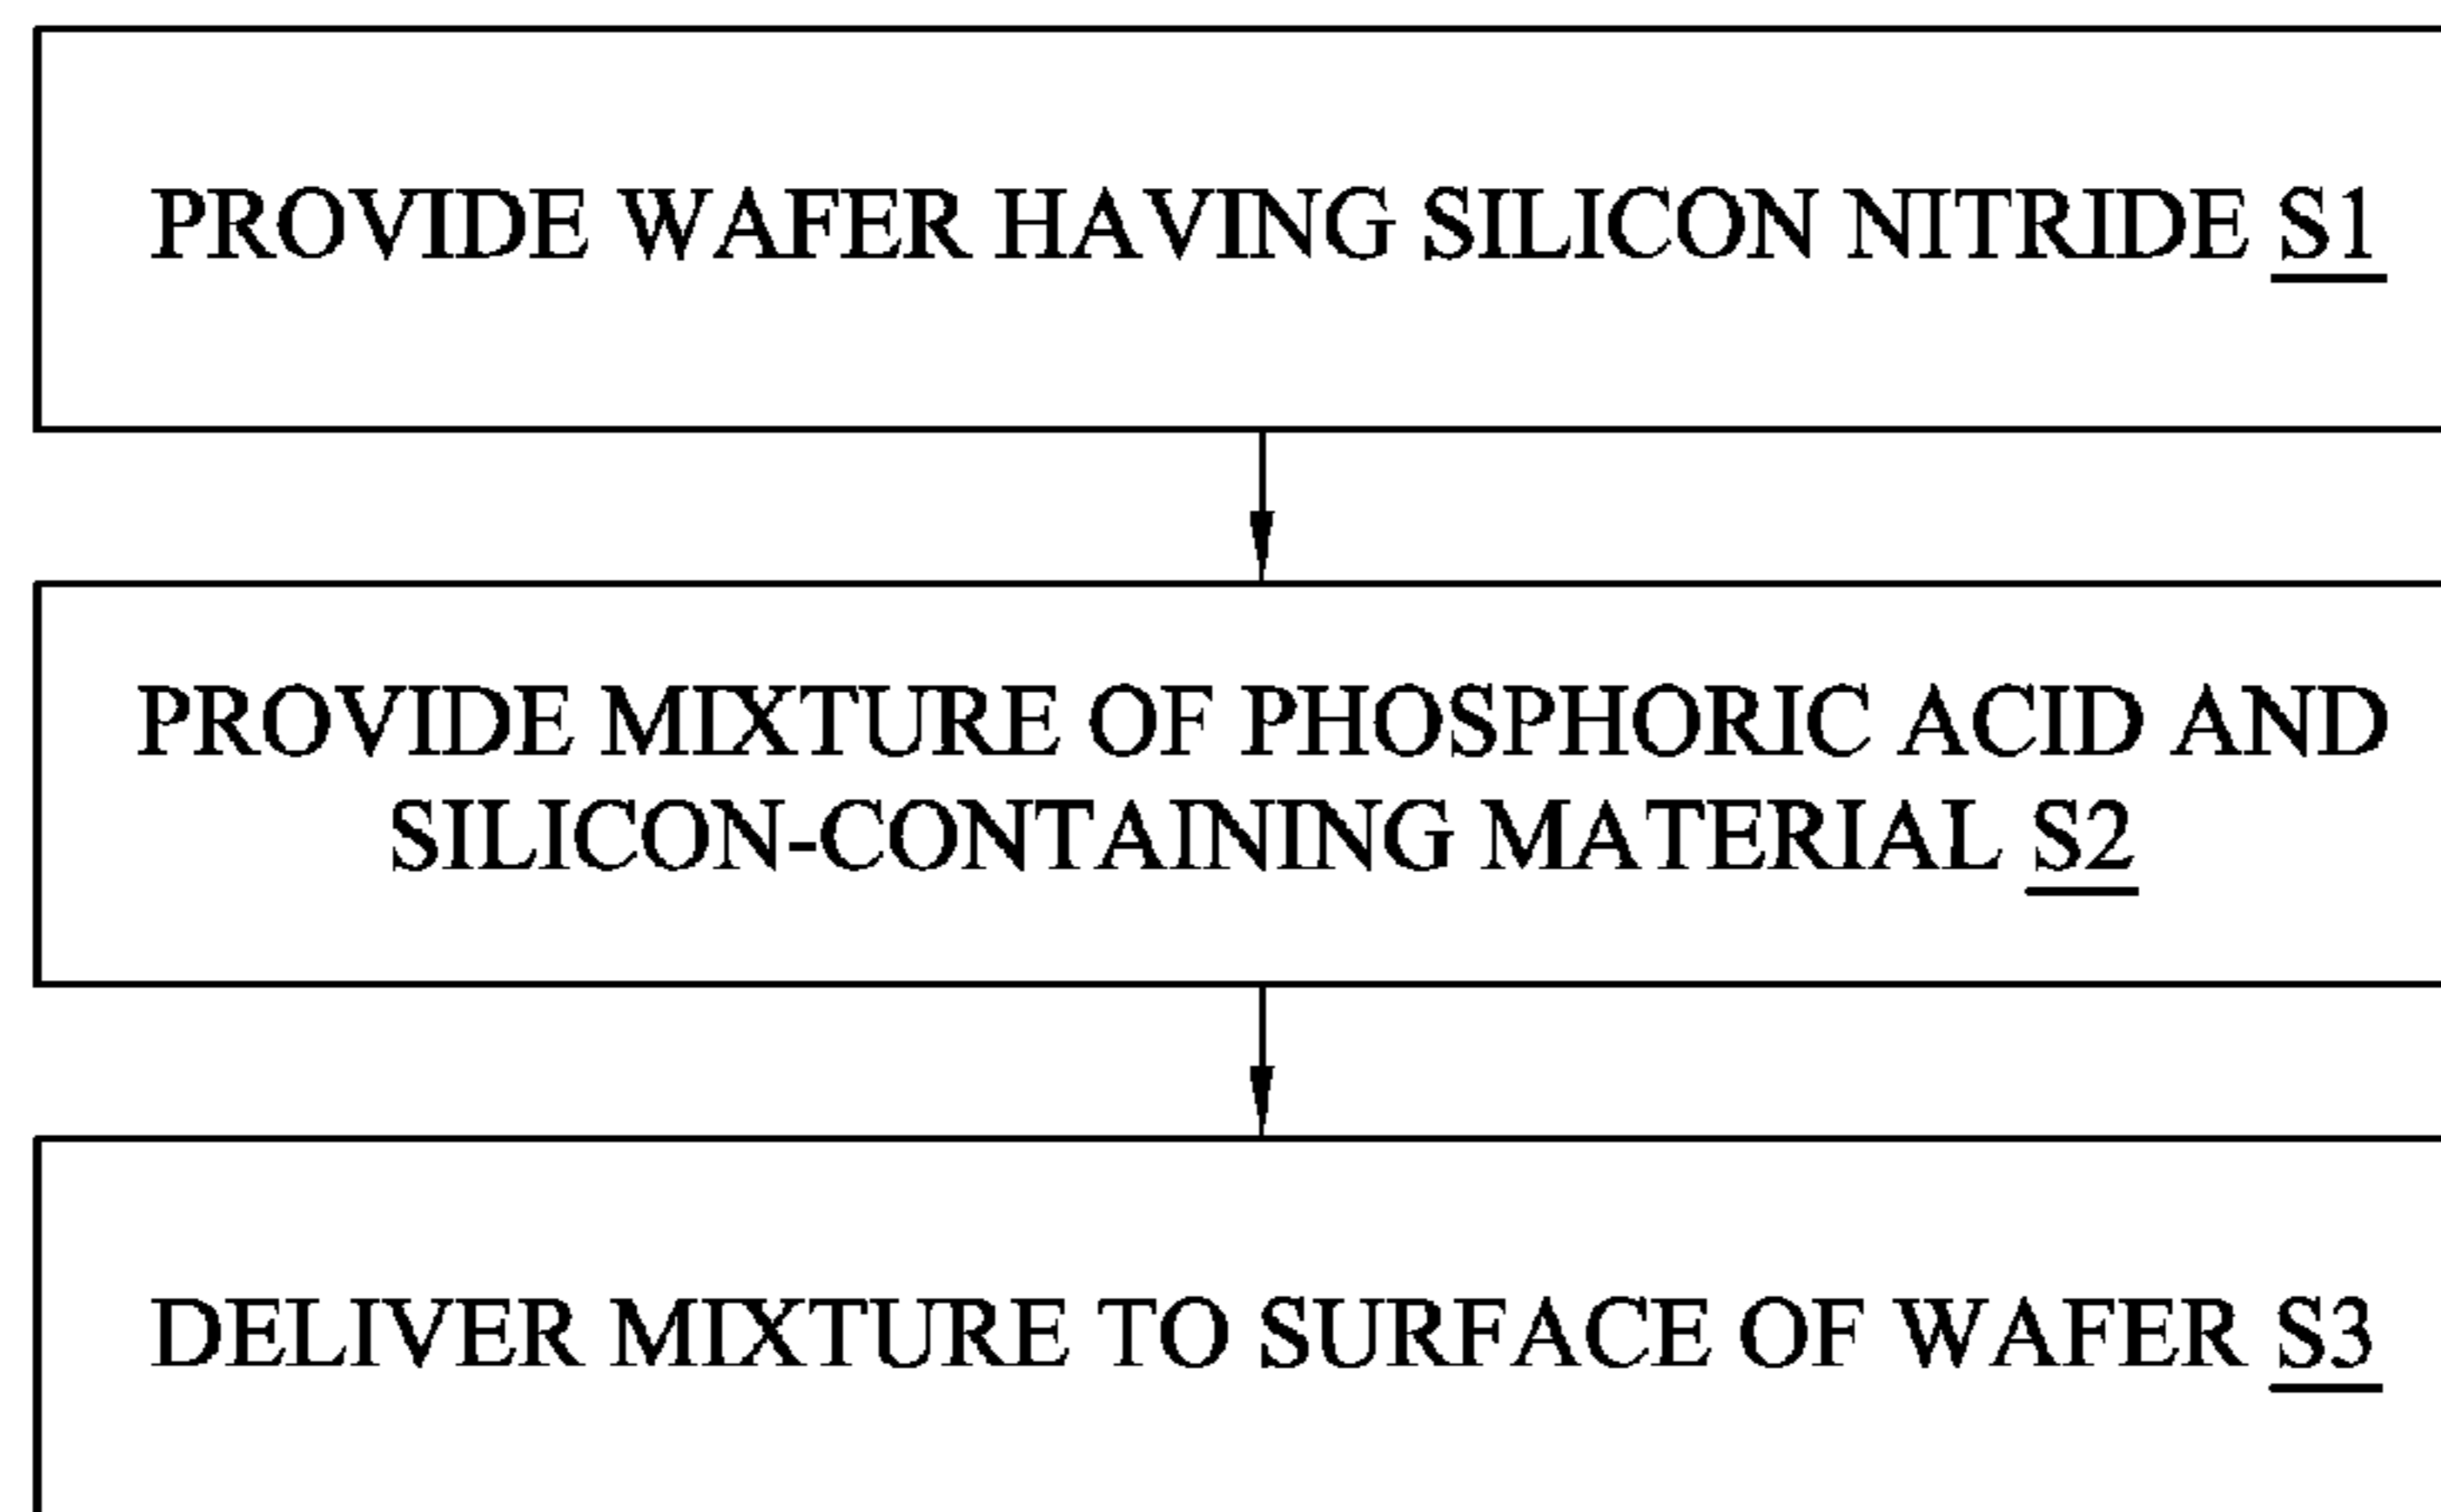 PROVIDE WAFER HAVING SILICON NITRIDE S1
PROVIDE MIXTURE OF PHOSPHORIC ACID AND
SILICON-CONTAINING MATERIAL S2
DELIVER MIXTURE TO SURFACE OF WAFER S3